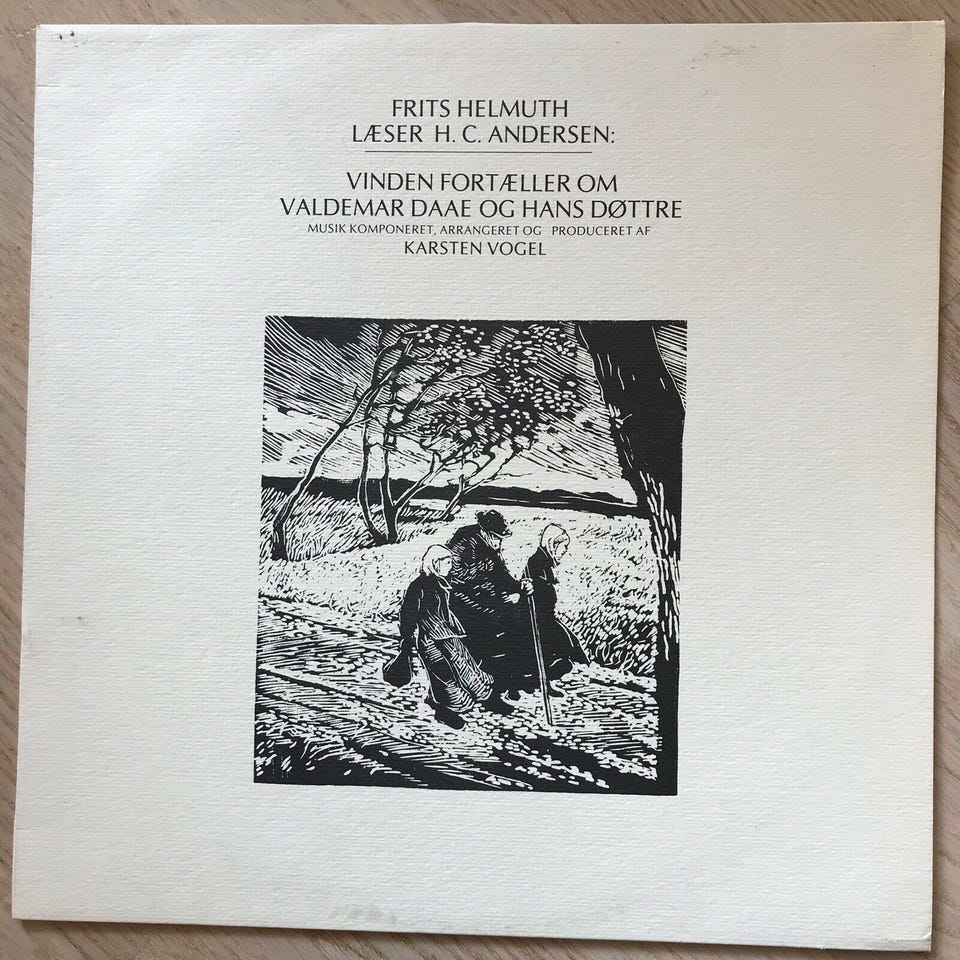 FRITS HELMUTH
LÆSER H. C. ANDERSEN:
VINDEN FORTÆLLER OM
VALDEMAR DAAE OG HANS DØTTRE
MUSIK KOMPONERET, ARRANGERET OG PRODUCERET AF
KARSTEN VOGEL